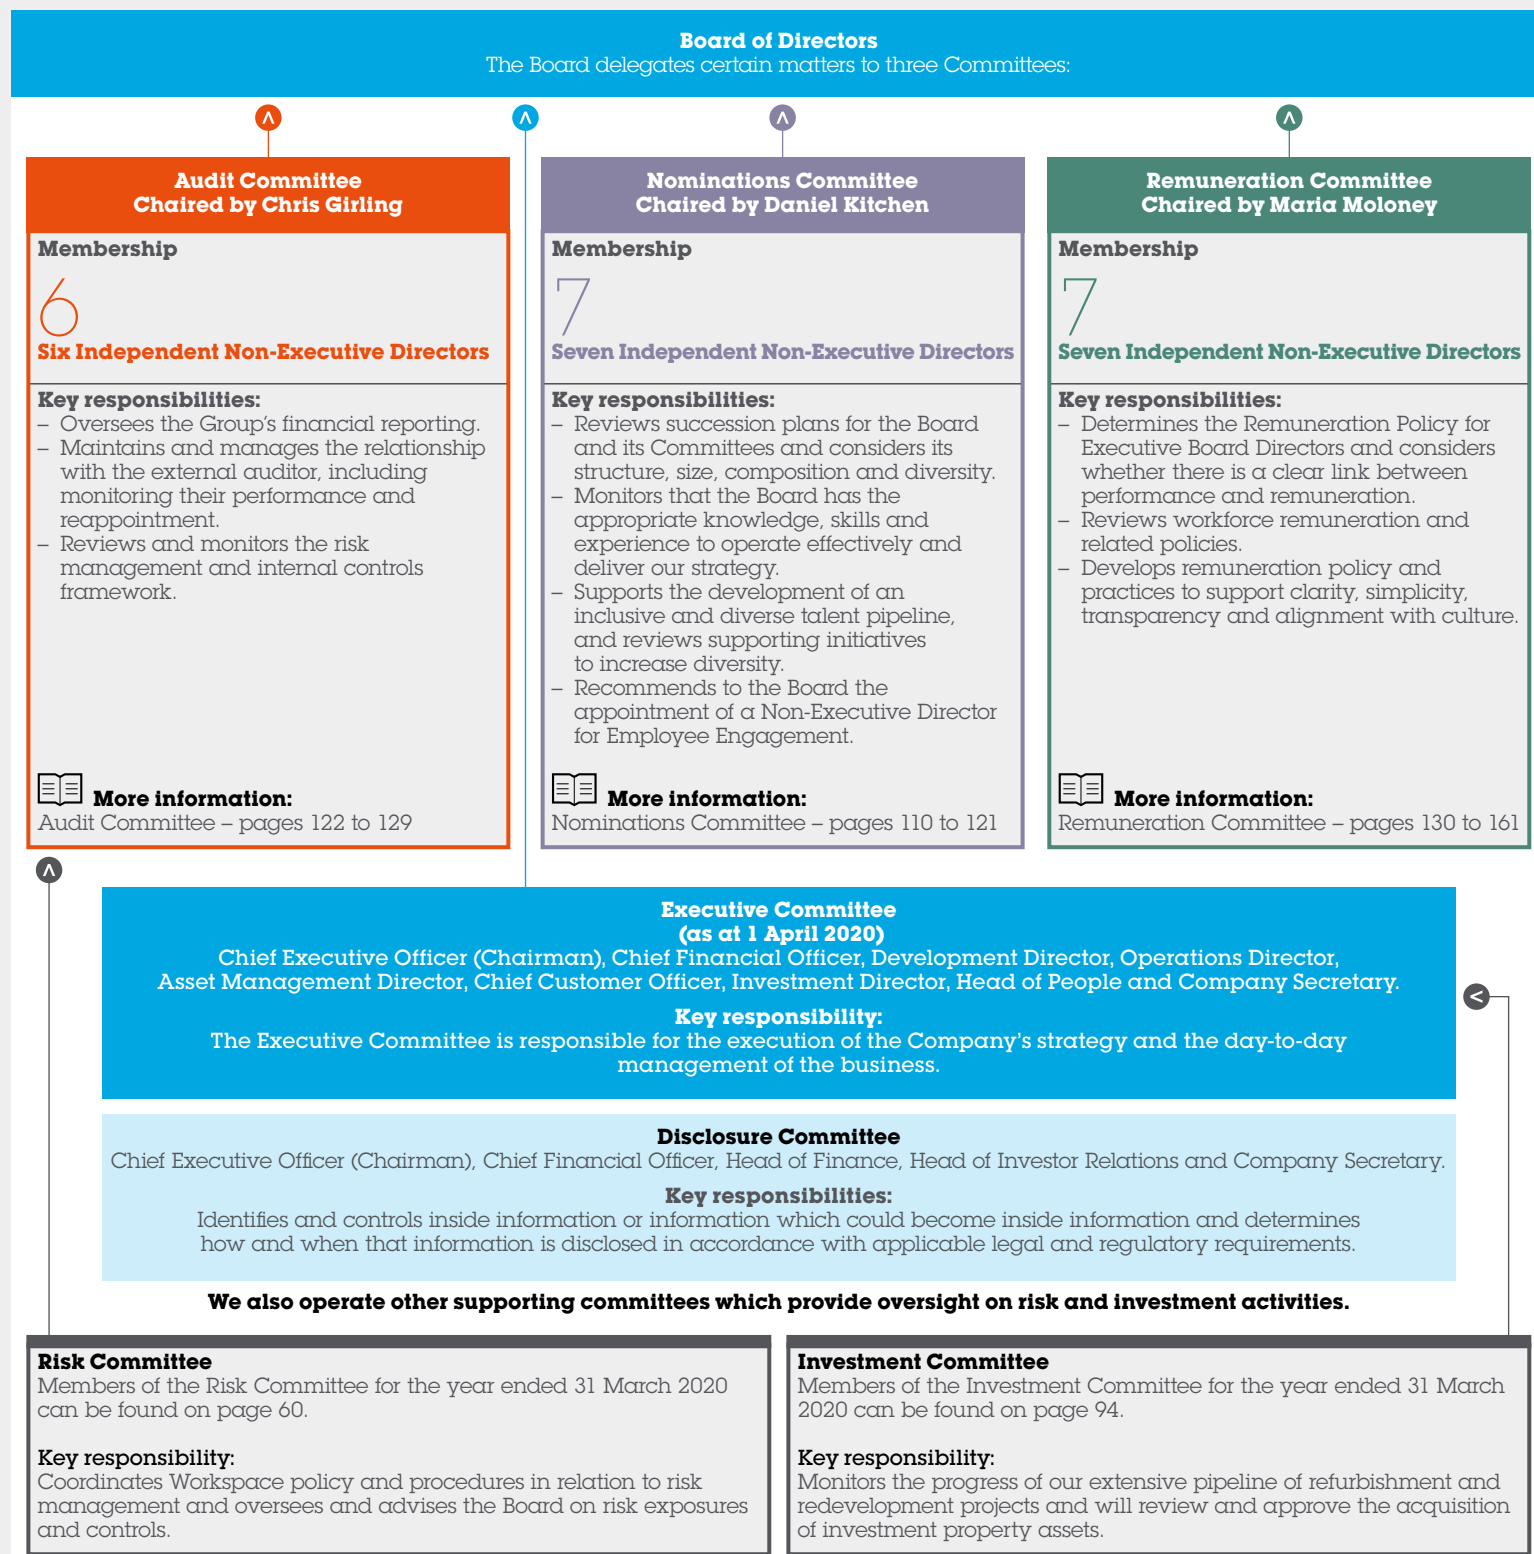 Board of Directors
The Board delegates certain matters to three Committees:
Audit Committee
Chaired by Chris Girling
Membership
6
Six Independent Non-Executive Directors
Key responsibilities:
– Oversees the Group's financial reporting.
– Maintains and manages the relationship
with the external auditor, including
monitoring their performance and
reappointment.
– Reviews and monitors the risk
management and internal controls
framework.
More information:
Audit Committee – pages 122 to 129
Nominations Committee
Chaired by Daniel Kitchen
Membership
7
Seven Independent Non-Executive Directors
Key responsibilities:
– Reviews succession plans for the Board
and its Committees and considers its
structure, size, composition and diversity.
– Monitors that the Board has the
appropriate knowledge, skills and
experience to operate effectively and
deliver our strategy.
– Supports the development of an
inclusive and diverse talent pipeline,
and reviews supporting initiatives
to increase diversity.
– Recommends to the Board the
appointment of a Non-Executive Director
for Employee Engagement.
More information:
Nominations Committee – pages 110 to 121
Remuneration Committee
Chaired by Maria Moloney
Membership
7
Seven Independent Non-Executive Directors
Key responsibilities:
– Determines the Remuneration Policy for
Executive Board Directors and considers
whether there is a clear link between
performance and remuneration.
– Reviews workforce remuneration and
related policies.
– Develops remuneration policy and
practices to support clarity, simplicity,
transparency and alignment with culture.
More information:
Remuneration Committee – pages 130 to 161
Executive Committee
(as at 1 April 2020)
Chief Executive Officer (Chairman), Chief Financial Officer, Development Director, Operations Director,
Asset Management Director, Chief Customer Officer, Investment Director, Head of People and Company Secretary.
Key responsibility:
The Executive Committee is responsible for the execution of the Company's strategy and the day-to-day
management of the business.
Disclosure Committee
Chief Executive Officer (Chairman), Chief Financial Officer, Head of Finance, Head of Investor Relations and Company Secretary.
Key responsibilities:
Identifies and controls inside information or information which could become inside information and determines
how and when that information is disclosed in accordance with applicable legal and regulatory requirements.
We also operate other supporting committees which provide oversight on risk and investment activities.
Risk Committee
Members of the Risk Committee for the year ended 31 March 2020
can be found on page 60.
Key responsibility:
Coordinates Workspace policy and procedures in relation to risk
management and oversees and advises the Board on risk exposures
and controls.
Investment Committee
Members of the Investment Committee for the year ended 31 March
2020 can be found on page 94.
Key responsibility:
Monitors the progress of our extensive pipeline of refurbishment and
redevelopment projects and will review and approve the acquisition
of investment property assets.